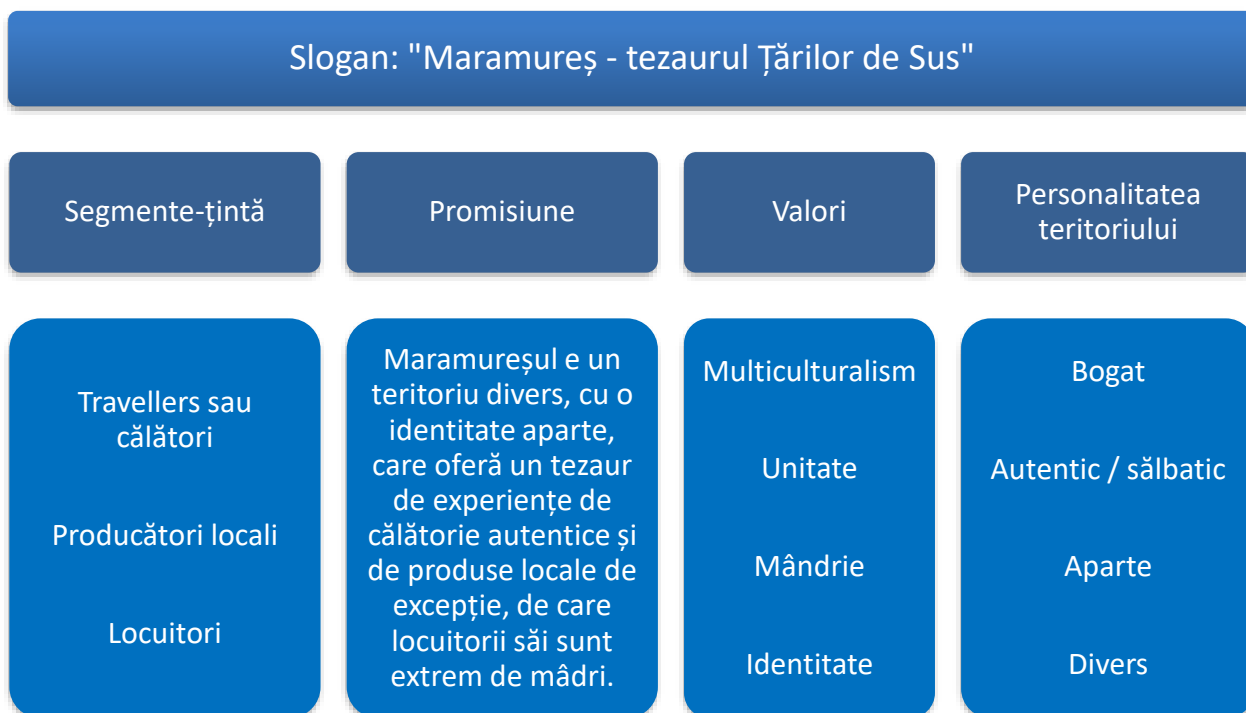 Slogan: "Maramureș - tezaurul Țărilor de Sus"
Segmente-țintă
Promisiune
Valori
Personalitatea
teritoriului
Travellers sau
călători
Producători locali
Locuitori
Maramureșul e un
teritoriu divers, cu o
identitate aparte,
care oferă un tezaur
de experiențe de
călătorie autentice și
de produse locale de
excepție, de care
locuitorii săi sunt
extrem de mâdri.
Multiculturalism
Unitate
Mândrie
Identitate
Bogat
Autentic / sălbatic
Aparte
Divers